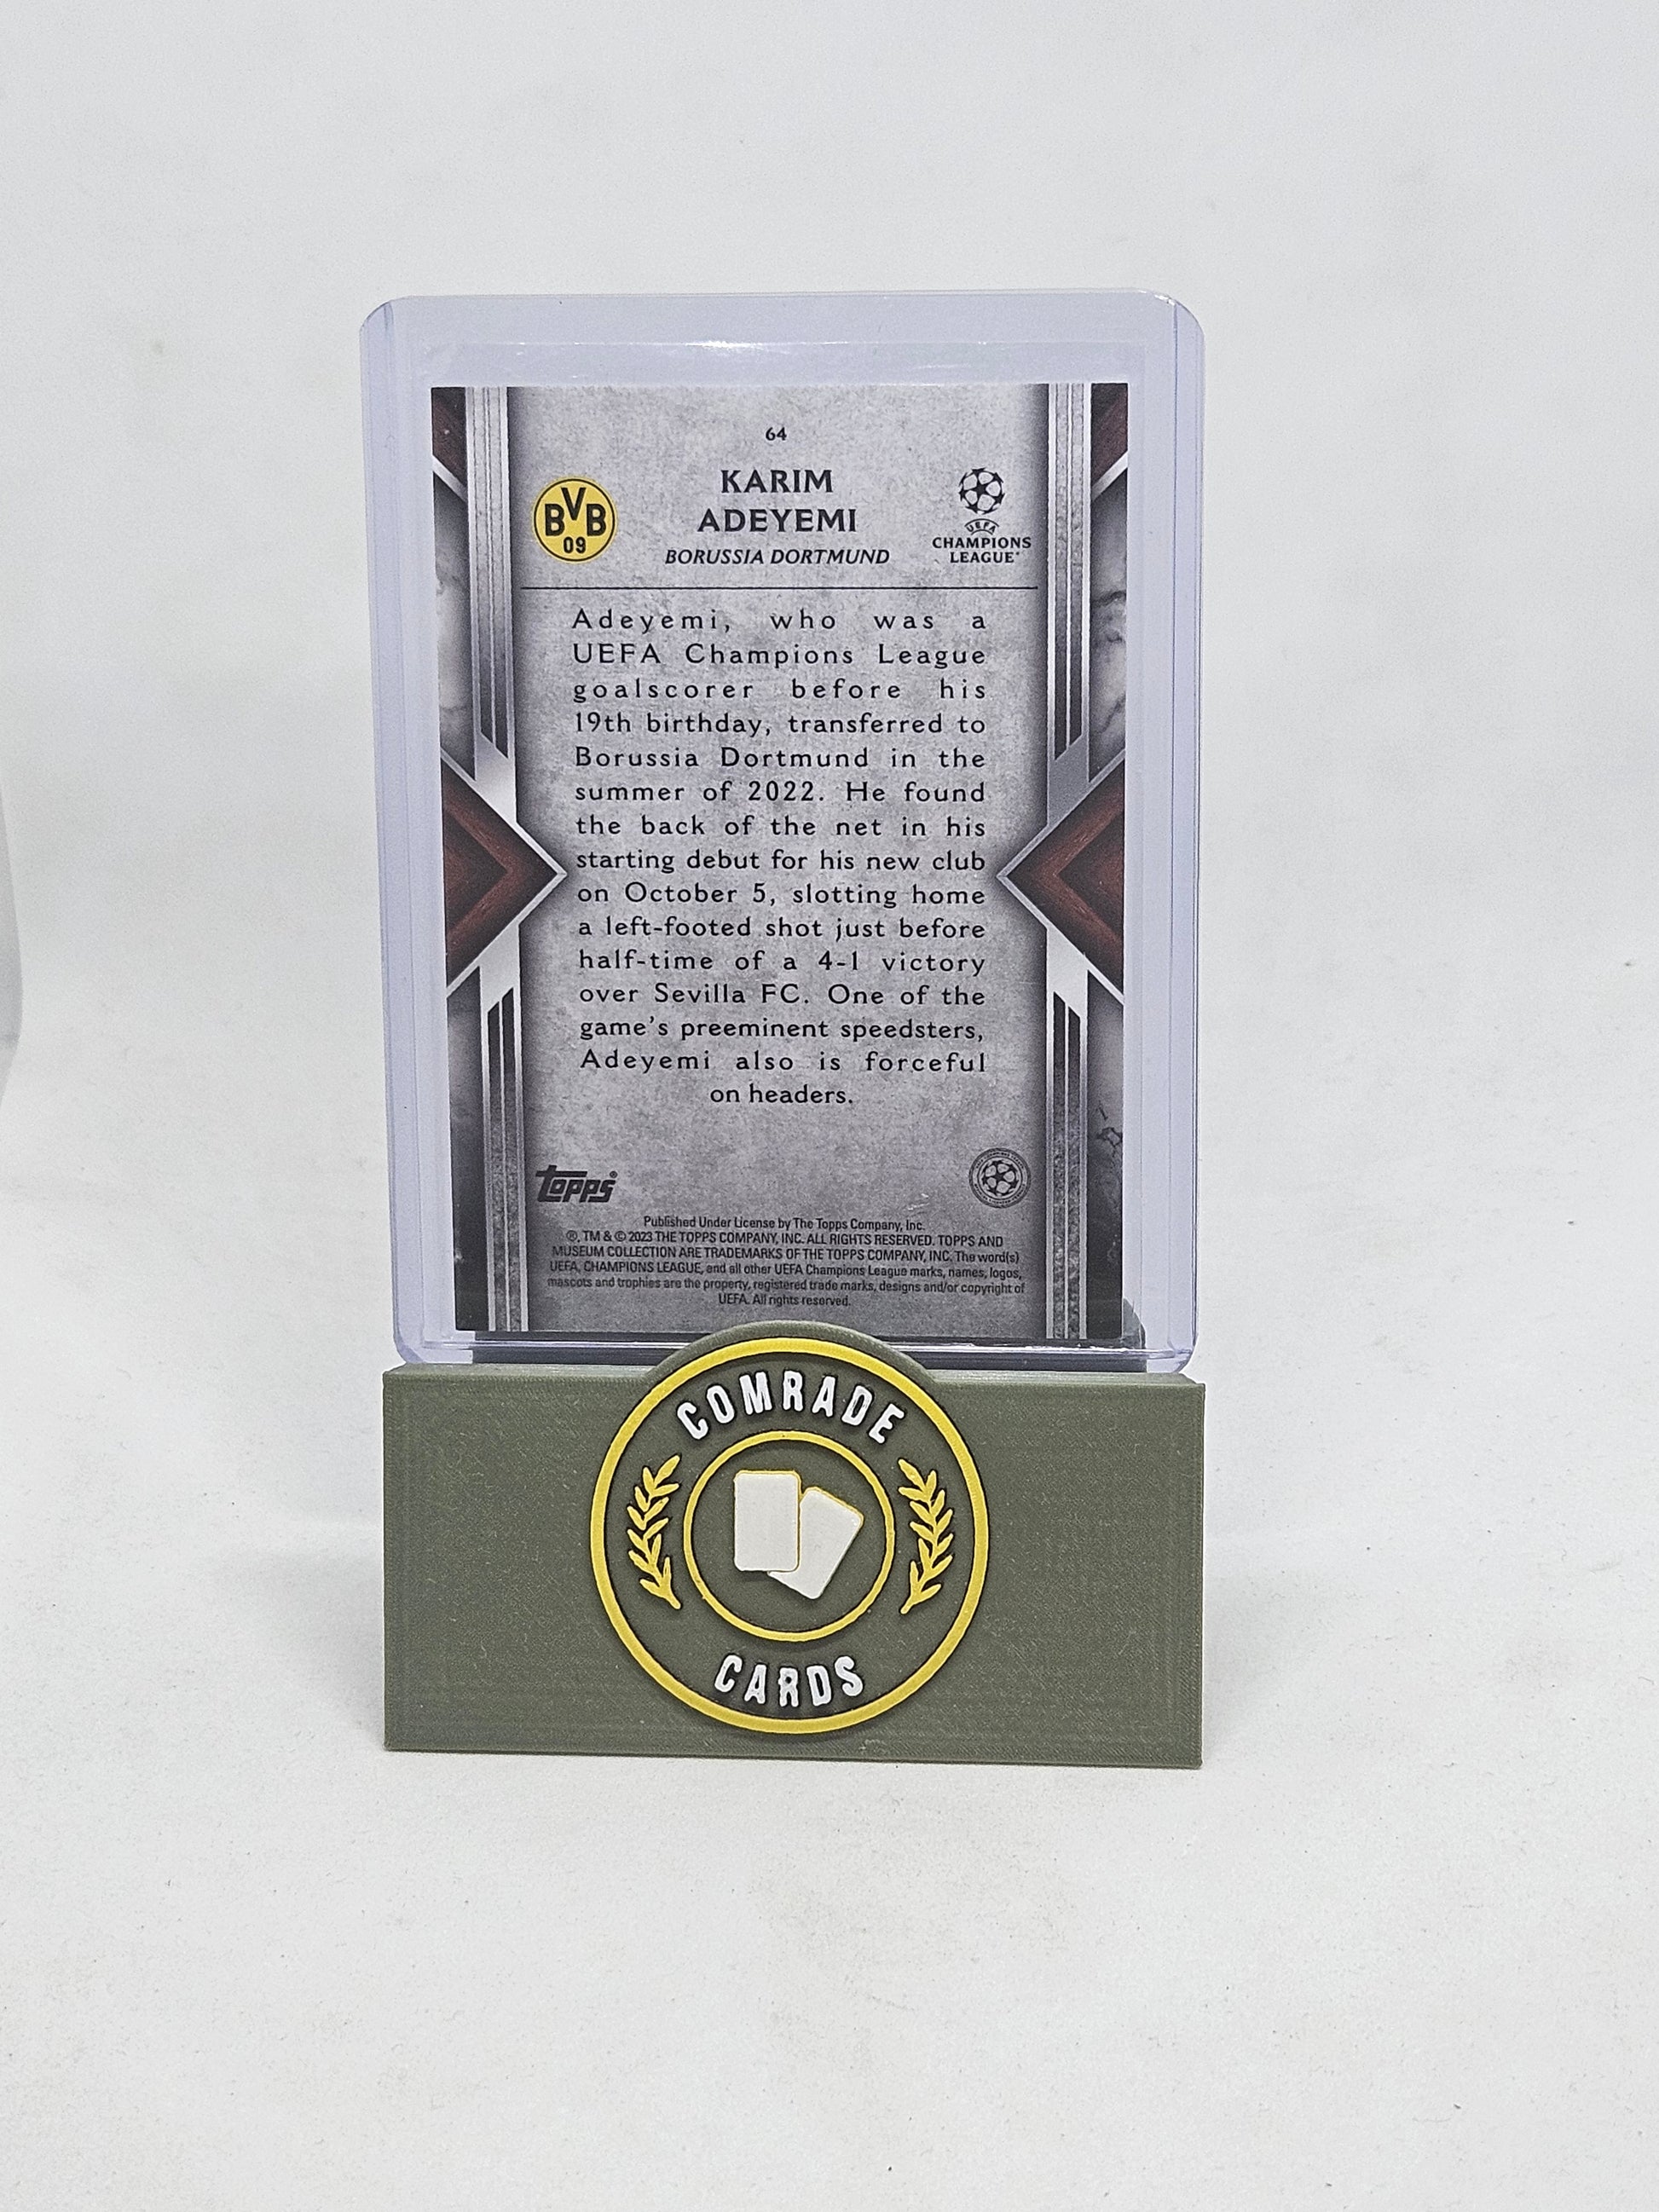 64
KARIM
ADEYEMI
BORUSSIA DORTMUND
BVB
09
UEFA
CHAMPIONS
LEAGUE®
Adeyemi, who was a
UEFA Champions League
goalscorer before his
19th birthday, transferred to
Borussia Dortmund in the
summer of 2022. He found
the back of the net in his
starting debut for his new club
on October 5, slotting home
a left-footed shot just before
half-time of a 4-1 victory
over Sevilla FC. One of the
game's preeminent speedsters,
Adeyemi also is forceful
on headers.
topps®
Published Under License by The Topps Company, Inc.
®, TM & © 2023 THE TOPPS COMPANY, INC. ALL RIGHTS RESERVED. TOPPS AND
MUSEUM COLLECTION ARE TRADEMARKS OF THE TOPPS COMPANY, INC. The word(s)
UEFA, CHAMPIONS LEAGUE, and all other UEFA Champions League marks, names, logos,
mascots and trophies are the property, registered trade marks, designs and/or copyright of
UEFA. All rights reserved.
COMRADE
CARDS